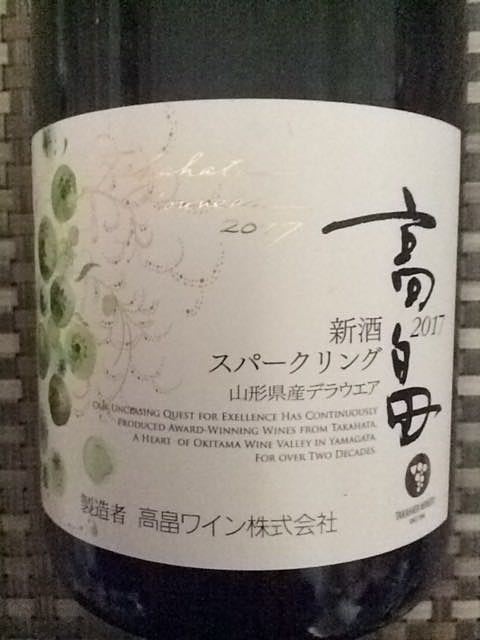 2017
高畠
2017
新酒
スパークリング
山形県産デラウエア
OUR UNCEASING QUEST FOR EXELLENCE HAS CONTINUOUSLY
PRODUCED AWARD-WINNING WINES FROM TAKAHATA,
A HEART OF OKITAMA WINE VALLEY IN YAMAGATA,
FOR OVER TWO DECADES.
TAKAHATA WINERY
製造者 高畠ワイン株式会社